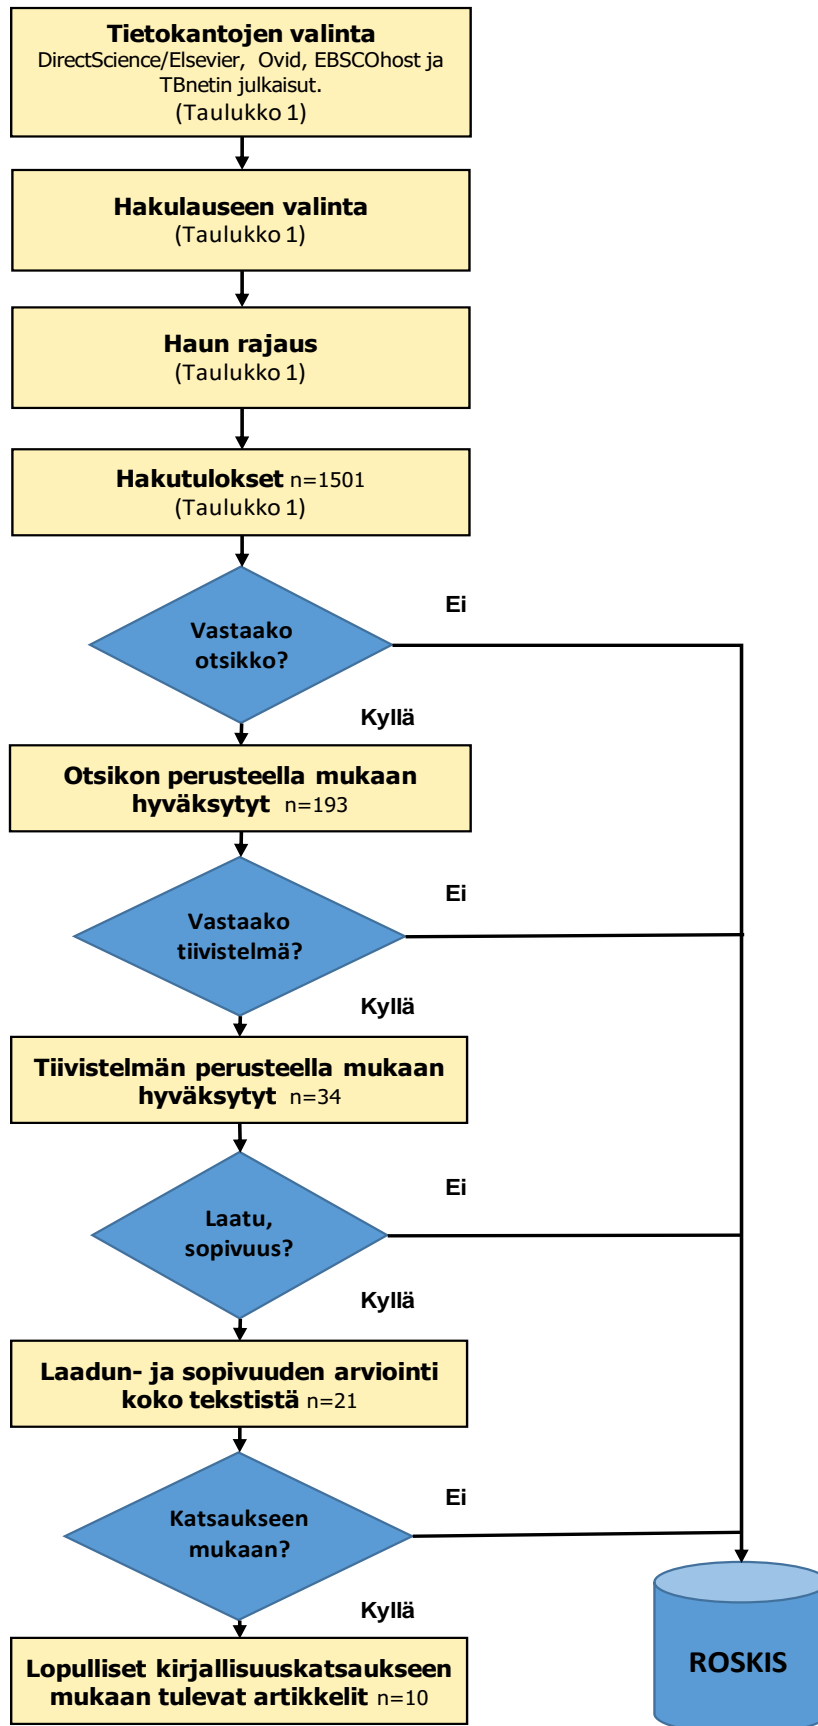 Tietokantojen valinta
DirectScience/Elsevier, Ovid, EBSCOhost ja
TBnetin julkaisut.
(Taulukko 1)
Hakulauseen valinta
(Taulukko 1)
Haun rajaus
(Taulukko 1)
Hakutulokset n=1501
(Taulukko 1)
Ei
Vastaako
otsikko?
Kyllä
Otsikon perusteella mukaan
hyväksytyt n=193
Ei
Vastaako
tiivistelmä?
Kyllä
Tiivistelmän perusteella mukaan
hyväksytyt n=34
Ei
Laatu,
sopivuus?
Kyllä
Laadun- ja sopivuuden arviointi
koko tekstistä n=21
Ei
Katsaukseen
mukaan?
Kyllä
Lopulliset kirjallisuuskatsaukseen
mukaan tulevat artikkelit n=10
ROSKIS